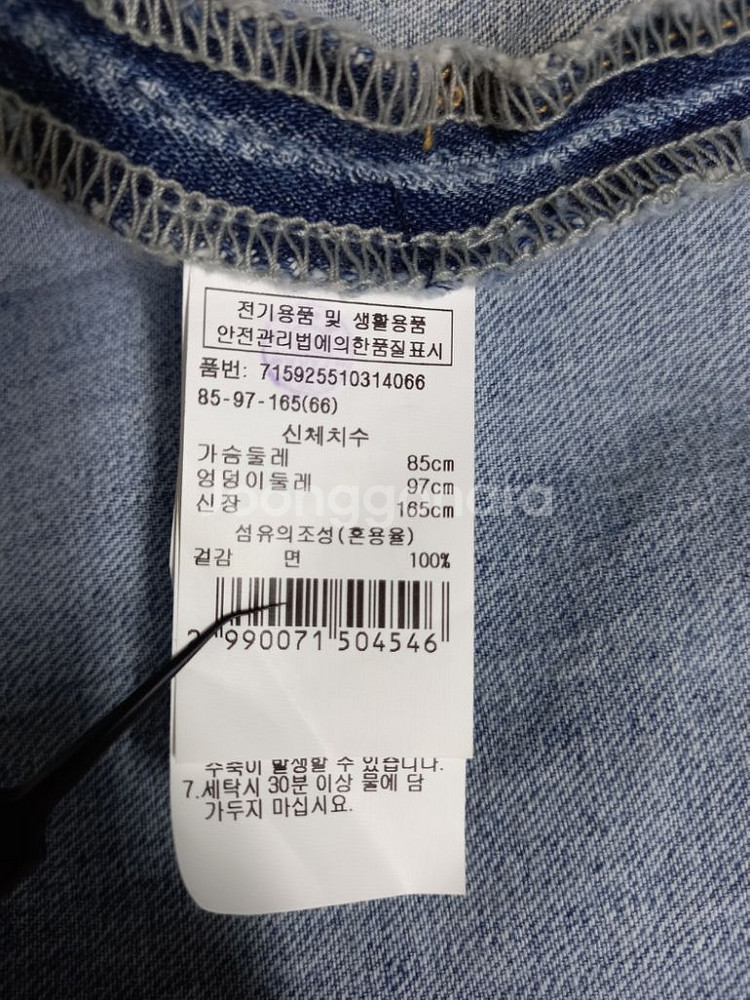 전기용품 및 생활용품
안전관리법에의한품질표시
품번: 715925510314066
85-97-165(66)
신체치수
가슴둘레 85cm
엉덩이둘레 97cm
신장 165cm
섬유의조성(혼용율)
겉감 면 100%
2 990071 504546
수축이 발생할 수 있습니다.
7.세탁시 30분 이상 물에 담
가두지 마십시요.
joonggonara